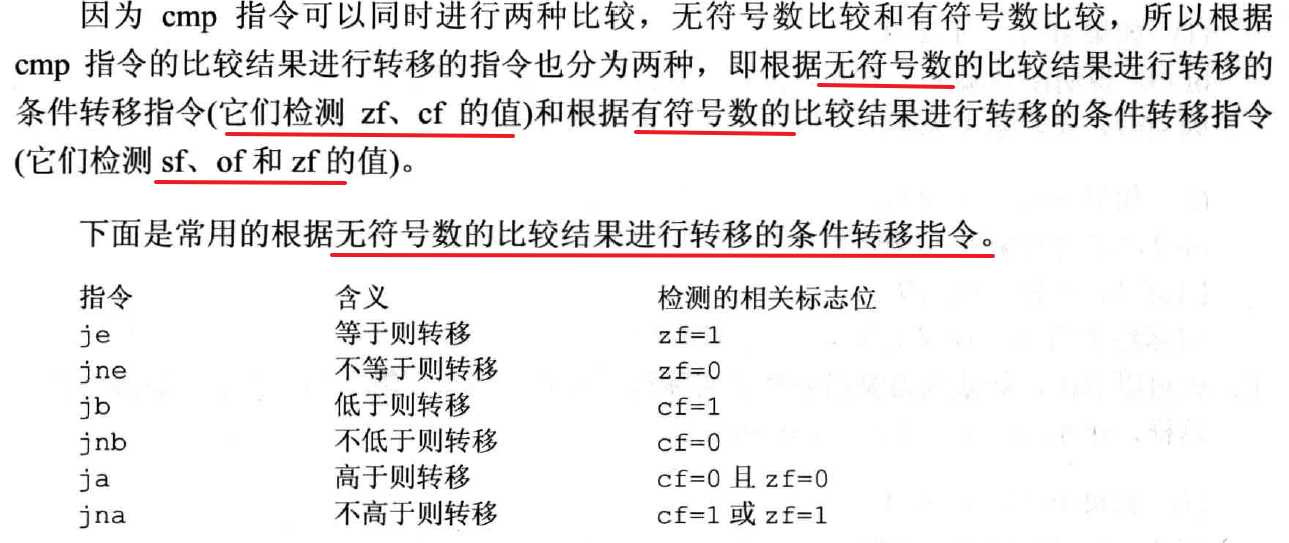 因为 cmp 指令可以同时进行两种比较，无符号数比较和有符号数比较，所以根据
cmp 指令的比较结果进行转移的指令也分为两种，即根据无符号数的比较结果进行转移的
条件转移指令(它们检测 zf、cf 的值)和根据有符号数的比较结果进行转移的条件转移指令
(它们检测 sf、of 和 zf 的值)。
下面是常用的根据无符号数的比较结果进行转移的条件转移指令。
指令 含义 检测的相关标志位
je 等于则转移 zf=1
jne 不等于则转移 zf=0
jb 低于则转移 cf=1
jnb 不低于则转移 cf=0
ja 高于则转移 cf=0 且 zf=0
jna 不高于则转移 cf=1 或 zf=1